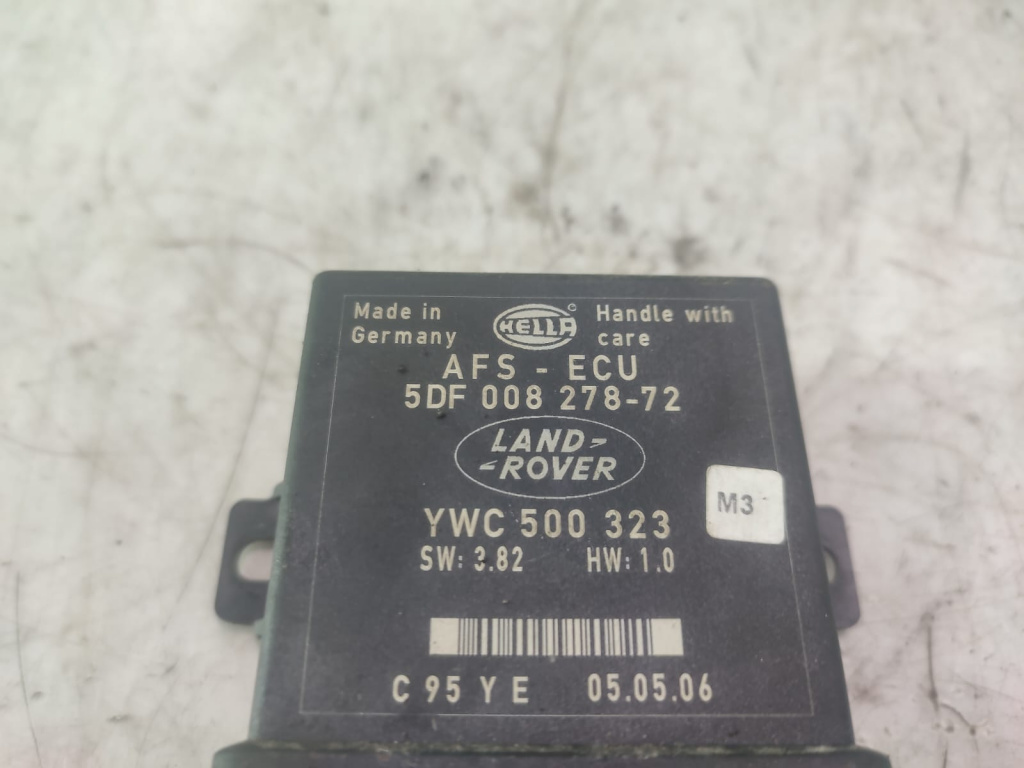 Made in
Germany
HELLA
©
Handle with
care
AFS - ECU
5DF 008 278-72
LAND-
-ROVER
M3
YWC 500 323
SW: 3.82 HW: 1.0
C 95 Y E 05.05.06